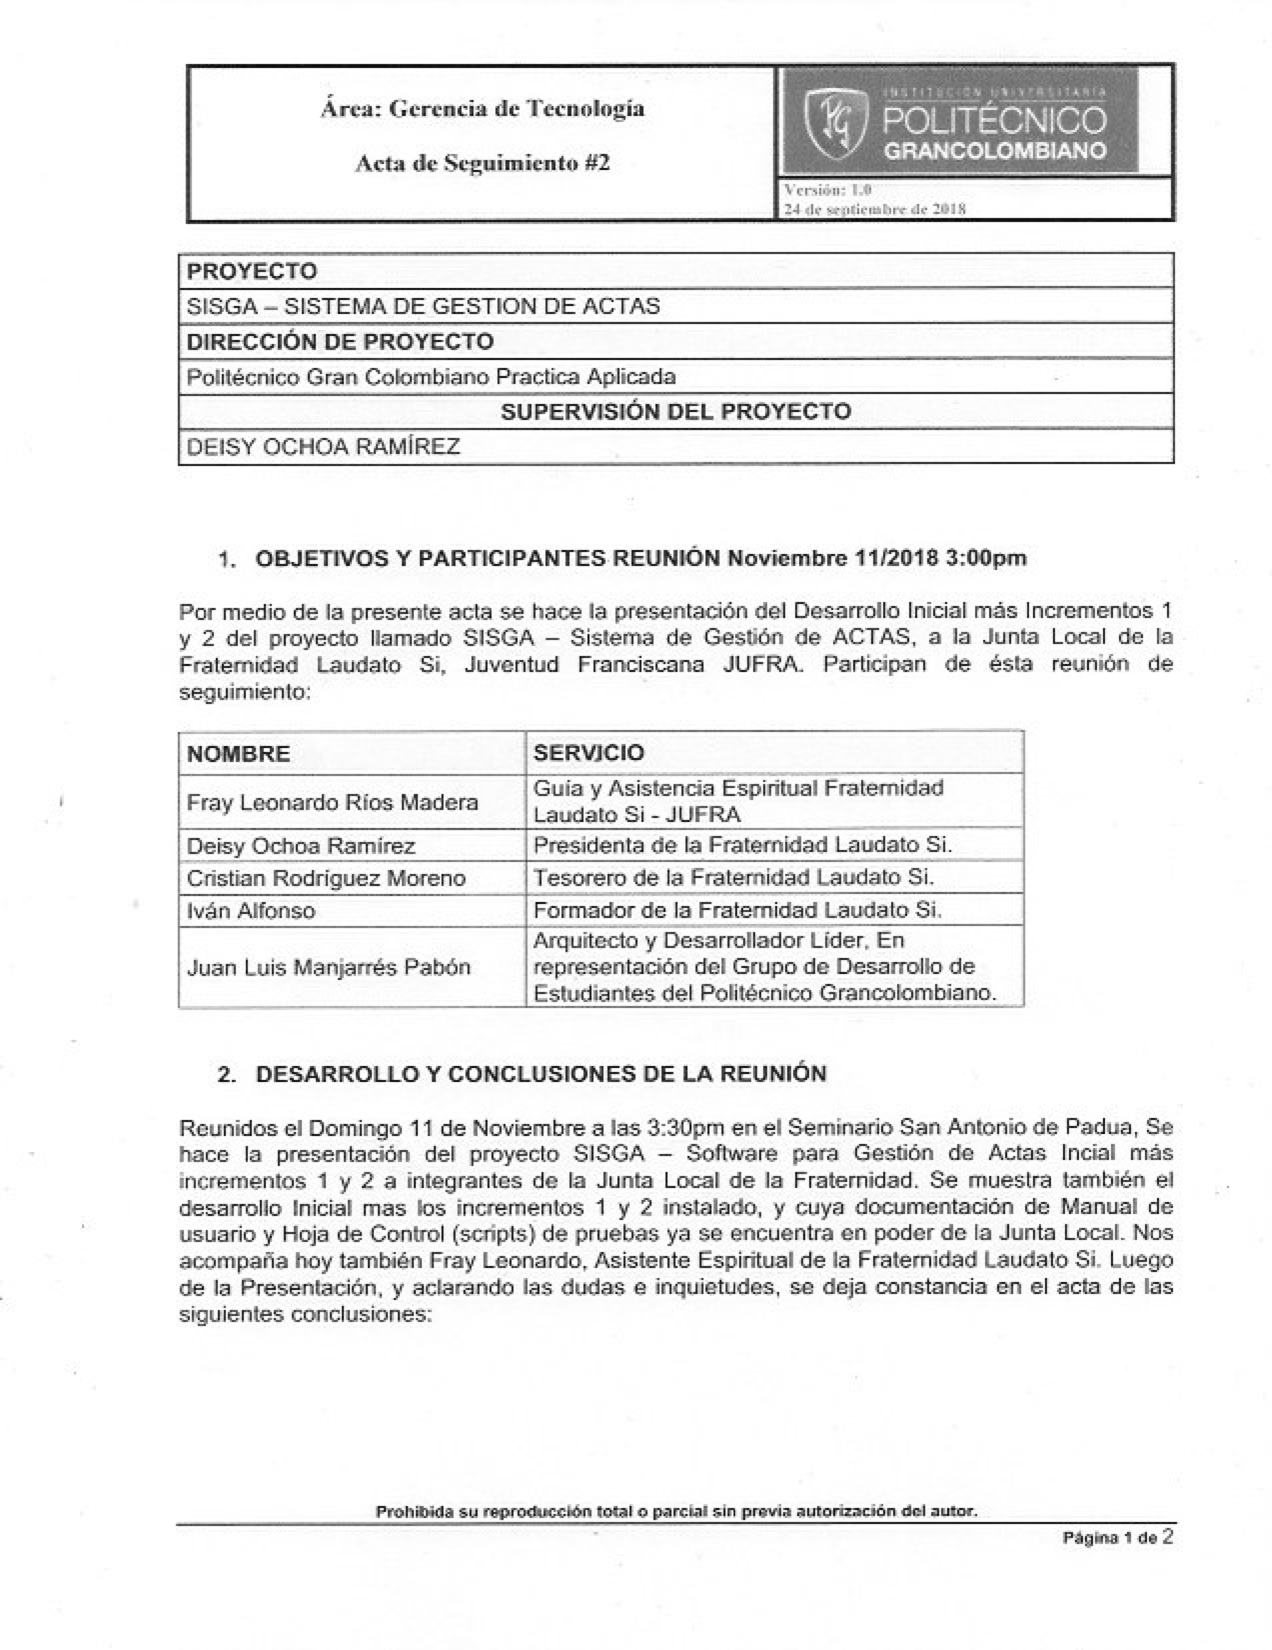 Área: Gerencia de Tecnología
Acta de Seguimiento #2
INSTITUCIÓN UNIVERSITARIA
POLITÉCNICO
GRANCOLOMBIANO
Versión: 1.0
24 de septiembre de 2018
PROYECTO
SISGA – SISTEMA DE GESTION DE ACTAS
DIRECCIÓN DE PROYECTO
Politécnico Gran Colombiano Practica Aplicada
SUPERVISIÓN DEL PROYECTO
DEISY OCHOA RAMÍREZ
1. OBJETIVOS Y PARTICIPANTES REUNIÓN Noviembre 11/2018 3:00pm
Por medio de la presente acta se hace la presentación del Desarrollo Inicial más Incrementos 1
y 2 del proyecto llamado SISGA – Sistema de Gestión de ACTAS, a la Junta Local de la
Fraternidad Laudato Si, Juventud Franciscana JUFRA. Participan de ésta reunión de
seguimiento:
NOMBRE SERVICIO
Fray Leonardo Ríos Madera Guía y Asistencia Espiritual Fraternidad
Laudato Si - JUFRA
Deisy Ochoa Ramírez Presidenta de la Fraternidad Laudato Si.
Cristian Rodríguez Moreno Tesorero de la Fraternidad Laudato Si.
Iván Alfonso Formador de la Fraternidad Laudato Si.
Juan Luis Manjarrés Pabón Arquitecto y Desarrollador Líder, En
representación del Grupo de Desarrollo de
Estudiantes del Politécnico Grancolombiano.
2. DESARROLLO Y CONCLUSIONES DE LA REUNIÓN
Reunidos el Domingo 11 de Noviembre a las 3:30pm en el Seminario San Antonio de Padua, Se
hace la presentación del proyecto SISGA – Software para Gestión de Actas Incial más
incrementos 1 y 2 a integrantes de la Junta Local de la Fraternidad. Se muestra también el
desarrollo Inicial mas los incrementos 1 y 2 instalado, y cuya documentación de Manual de
usuario y Hoja de Control (scripts) de pruebas ya se encuentra en poder de la Junta Local. Nos
acompaña hoy también Fray Leonardo, Asistente Espiritual de la Fraternidad Laudato Si. Luego
de la Presentación, y aclarando las dudas e inquietudes, se deja constancia en el acta de las
siguientes conclusiones:
Prohibida su reproducción total o parcial sin previa autorización del autor.
Página 1 de 2